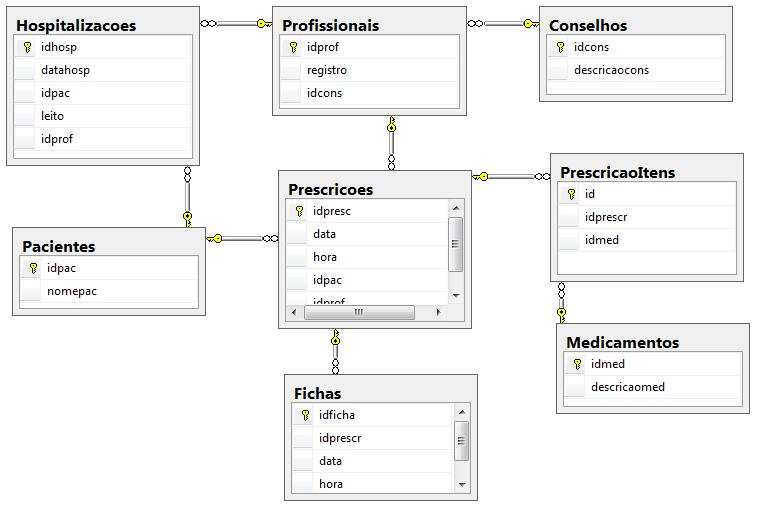 Hospitalizacoes
idhosp
datahosp
idpac
leito
idprof
Profissionais
idprof
registro
idcons
Conselhos
idcons
descricaocons
Prescricoes
idpresc
data
hora
idpac
idprof
PrescricaoItens
id
idprescr
idmed
Pacientes
idpac
nomepac
Medicamentos
idmed
descricaomed
Fichas
idficha
idprescr
data
hora